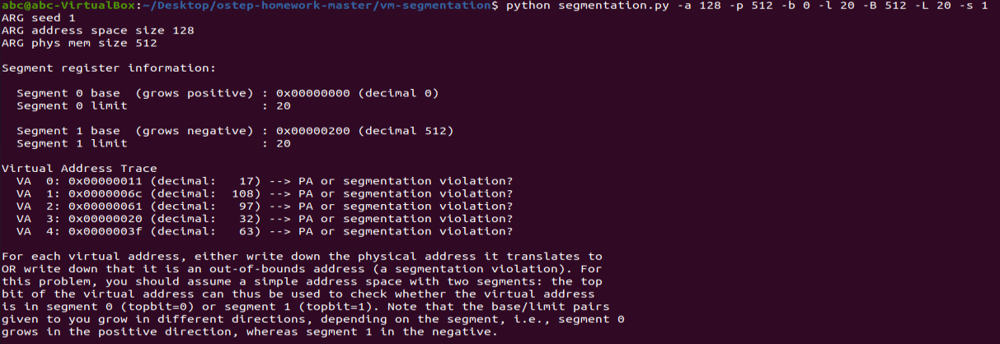 abc@abc-VirtualBox:~/Desktop/ostep-homework-master/vm-segmentation$ python segmentation.py -a 128 -p 512 -b 0 -l 20 -B 512 -L 20 -s 1
ARG seed 1
ARG address space size 128
ARG phys mem size 512

Segment register information:

  Segment 0 base  (grows positive) : 0x00000000 (decimal 0)
  Segment 0 limit                  : 20

  Segment 1 base  (grows negative) : 0x00000200 (decimal 512)
  Segment 1 limit                  : 20

Virtual Address Trace
  VA  0: 0x00000011 (decimal:   17) --> PA or segmentation violation?
  VA  1: 0x0000006c (decimal:  108) --> PA or segmentation violation?
  VA  2: 0x00000061 (decimal:   97) --> PA or segmentation violation?
  VA  3: 0x00000020 (decimal:   32) --> PA or segmentation violation?
  VA  4: 0x0000003f (decimal:   63) --> PA or segmentation violation?

For each virtual address, either write down the physical address it translates to
OR write down that it is an out-of-bounds address (a segmentation violation). For
this problem, you should assume a simple address space with two segments: the top
bit of the virtual address can thus be used to check whether the virtual address
is in segment 0 (topbit=0) or segment 1 (topbit=1). Note that the base/limit pairs
given to you grow in different directions, depending on the segment, i.e., segment 0
grows in the positive direction, whereas segment 1 in the negative.